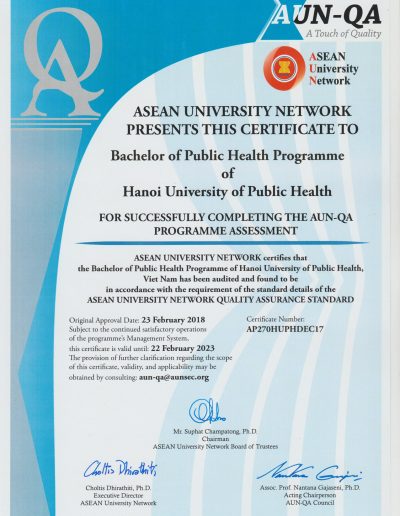 AUN-QA
A Touch of Quality
ASEAN
University
Network
QA
ASEAN UNIVERSITY NETWORK
PRESENTS THIS CERTIFICATE TO
Bachelor of Public Health Programme
of
Hanoi University of Public Health
FOR SUCCESSFULLY COMPLETING THE AUN-QA
PROGRAMME ASSESSMENT
ASEAN UNIVERSITY NETWORK certifies that
the Bachelor of Public Health Programme of Hanoi University of Public Health,
Viet Nam has been audited and found to be
in accordance with the requirement of the standard details of the
ASEAN UNIVERSITY NETWORK QUALITY ASSURANCE STANDARD
Original Approval Date: 23 February 2018
Subject to the continued satisfactory operations
of the programme's Management System.
this certificate is valid until: 22 February 2023
The provision of further clarification regarding the scope
of this certificate, validity, and applicability may be
obtained by consulting: aun-qa@aunsec.org
Certificate Number:
AP270HUPHDEC17
Mr. Suphat Champatong, Ph.D.
Chairman
ASEAN University Network Board of Trustees
Choltis Dhirathiti
Choltis Dhirathiti, Ph.D.
Executive Director
ASEAN University Network
Assoc. Prof. Nantana Gajaseni, Ph.D.
Acting Chairperson
AUN-QA Council